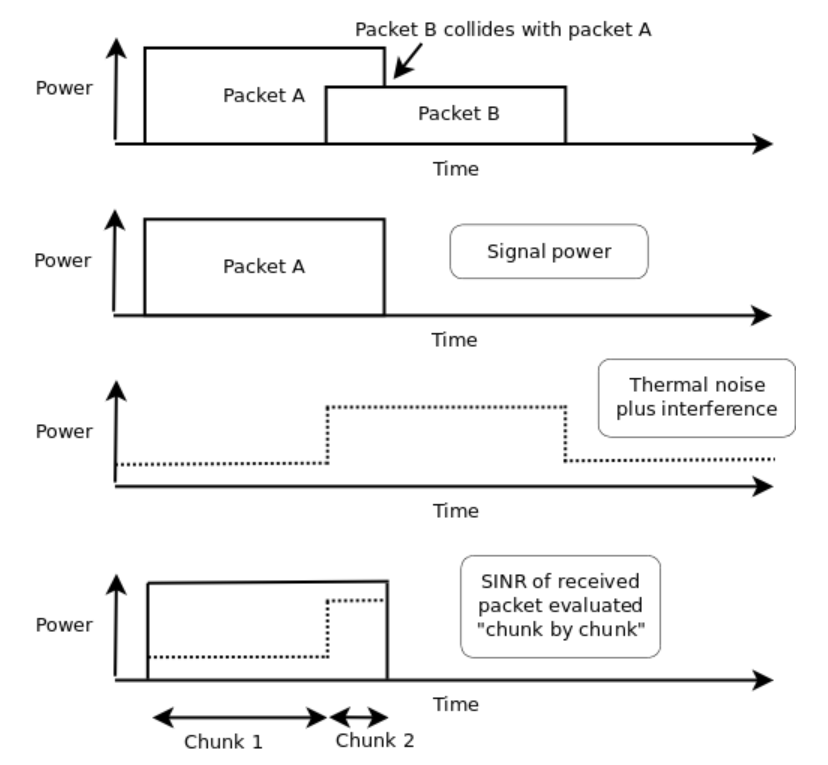 Packet B collides with packet A
Power
Packet A
Packet B
Time
Power
Packet A
Signal power
Time
Power
Thermal noise
plus interference
Time
Power
SINR of received
packet evaluated
"chunk by chunk"
Time
Chunk 1
Chunk 2